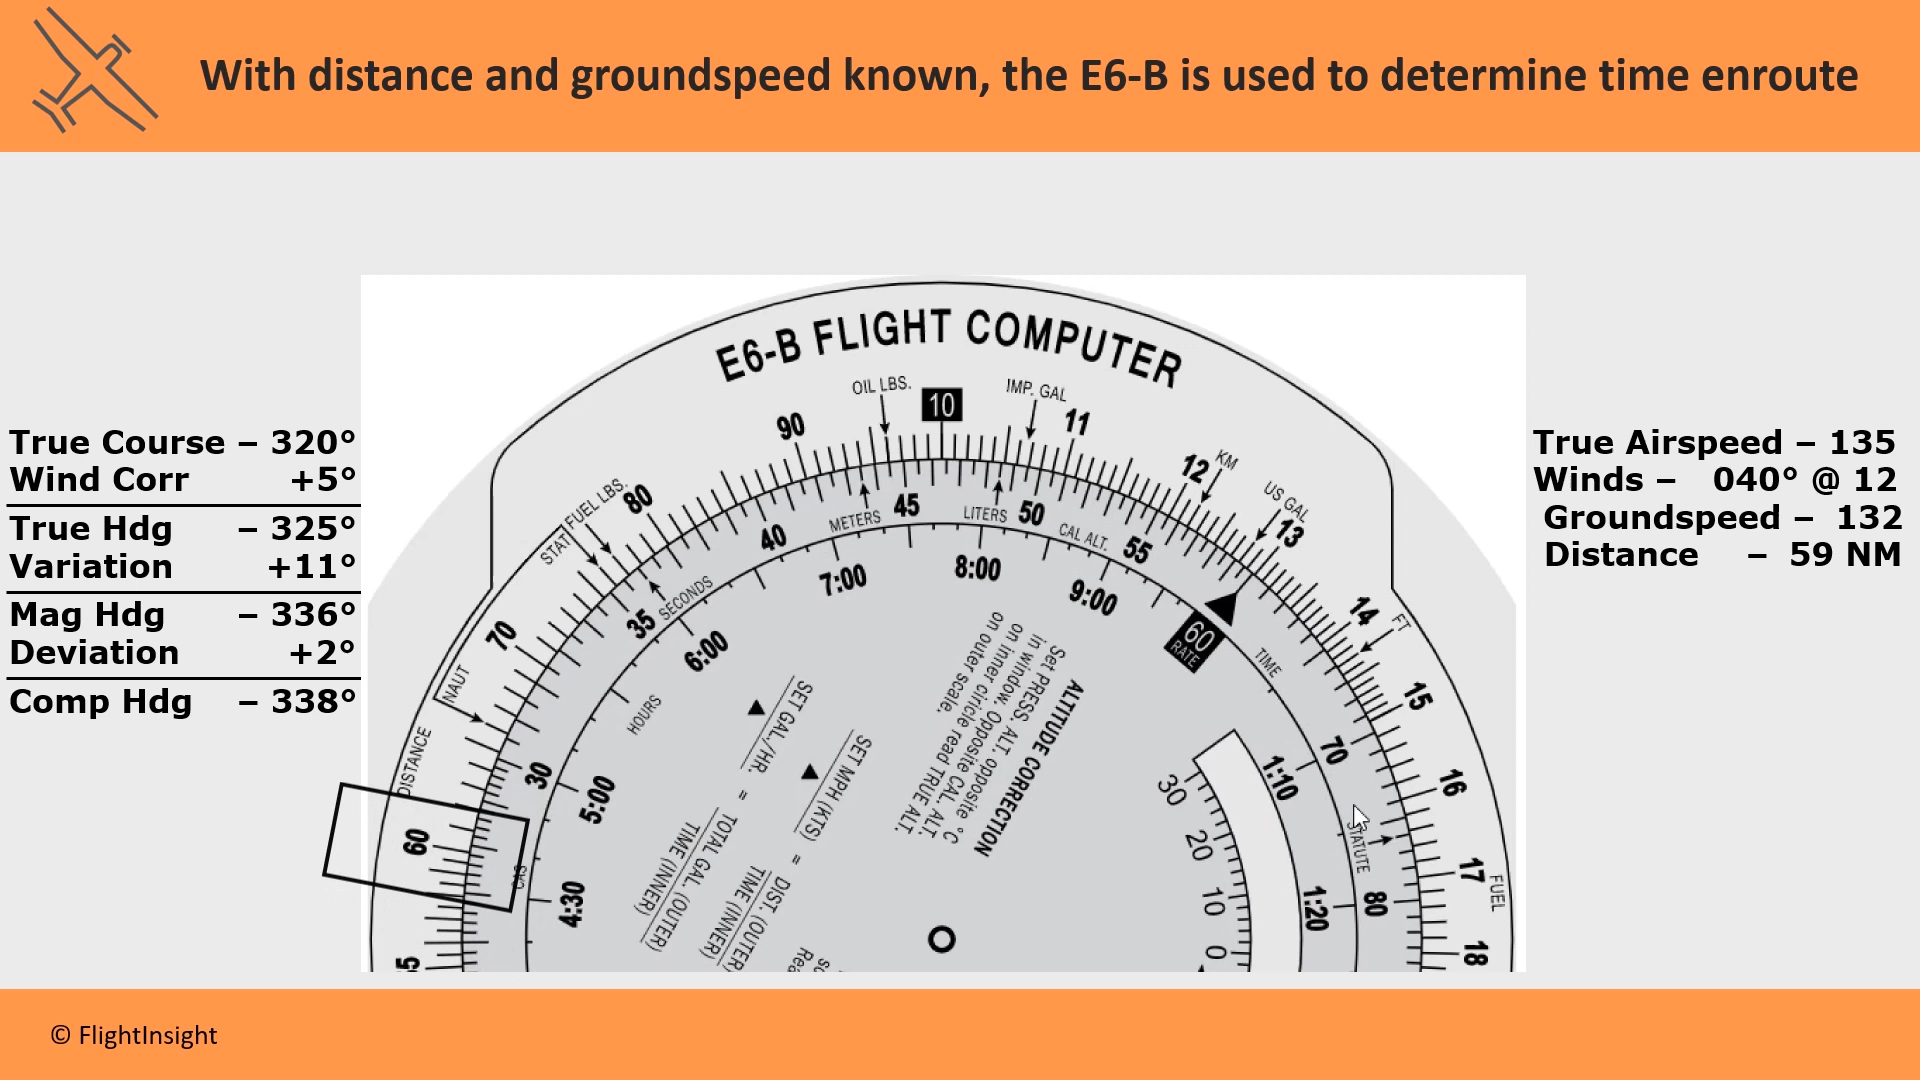 With distance and groundspeed known, the E6-B is used to determine time enroute
True Course – 320°
Wind Corr +5°
True Hdg – 325°
Variation +11°
Mag Hdg – 336°
Deviation +2°
Comp Hdg – 338°
E6-B FLIGHT COMPUTER
OIL LBS.
10
IMP. GAL
90
11
12
KM
US GAL
13
80
FUEL LBS.
STAT
70
NAUT
DISTANCE
60
14
FT
15
16
17
FUEL
18
35
SECONDS
40
METERS
45
LITERS
50
CAL ALT.
55
60
RATE
TIME
70
STATUTE
80
30
CAS
HOURS
4:30
5:00
6:00
7:00
8:00
9:00
1:10
1:20
SET GAL./HR. = TOTAL GAL. (OUTER)
TIME (INNER)
SET MPH (KTS) = DIST. (OUTER)
TIME (INNER)
ALTITUDE CORRECTION
Set PRESS. ALT. opposite °C
in window. Opposite CAL. ALT.
on inner ciricle read TRUE ALT.
on outer scale.
30
20
10
0
True Airspeed – 135
Winds – 040° @ 12
Groundspeed – 132
Distance – 59 NM
© FlightInsight